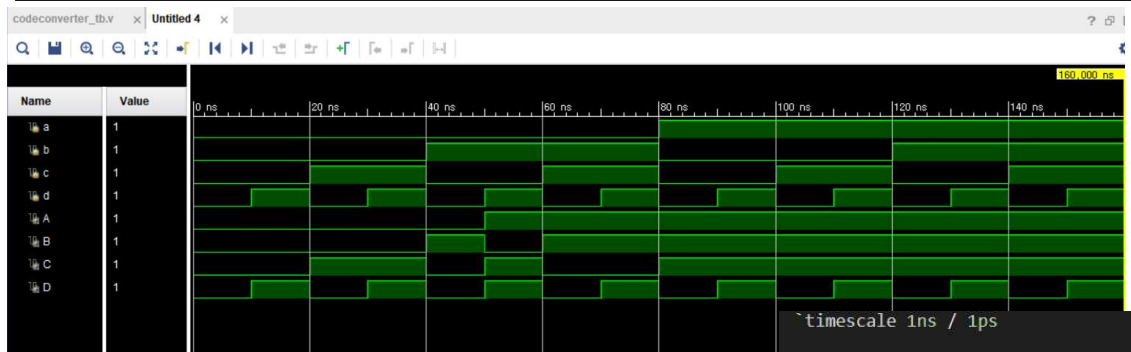 codeconverter_tb.v × Untitled 4 ×
?
160,000 ns
Name Value 0 ns 20 ns 40 ns 60 ns 80 ns 100 ns 120 ns 140 ns
a 1
b 1
c 1
d 1
A 1
B 1
C 1
D 1
`timescale 1ns / 1ps